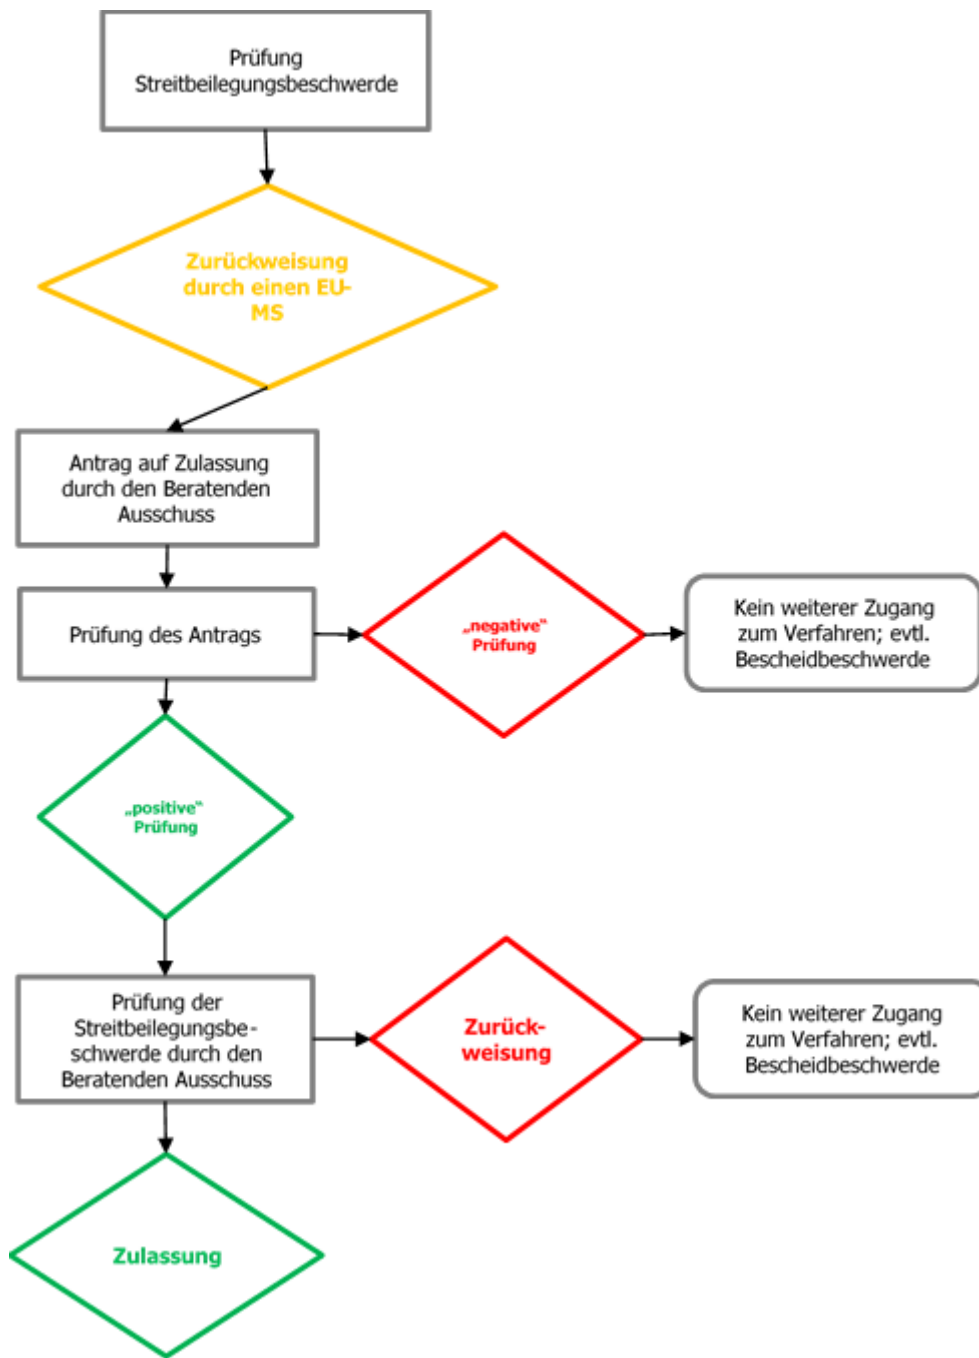 Prüfung
Streitbeilegungsbeschwerde
Zurückweisung
durch einen EU-
MS
Antrag auf Zulassung
durch den Beratenden
Ausschuss
Prüfung des Antrags
„negative“
Prüfung
Kein weiterer Zugang
zum Verfahren; evtl.
Bescheidbeschwerde
„positive“
Prüfung
Prüfung der
Streitbeilegungsbe-
schwerde durch den
Beratenden Ausschuss
Zurück-
weisung
Kein weiterer Zugang
zum Verfahren; evtl.
Bescheidbeschwerde
Zulassung